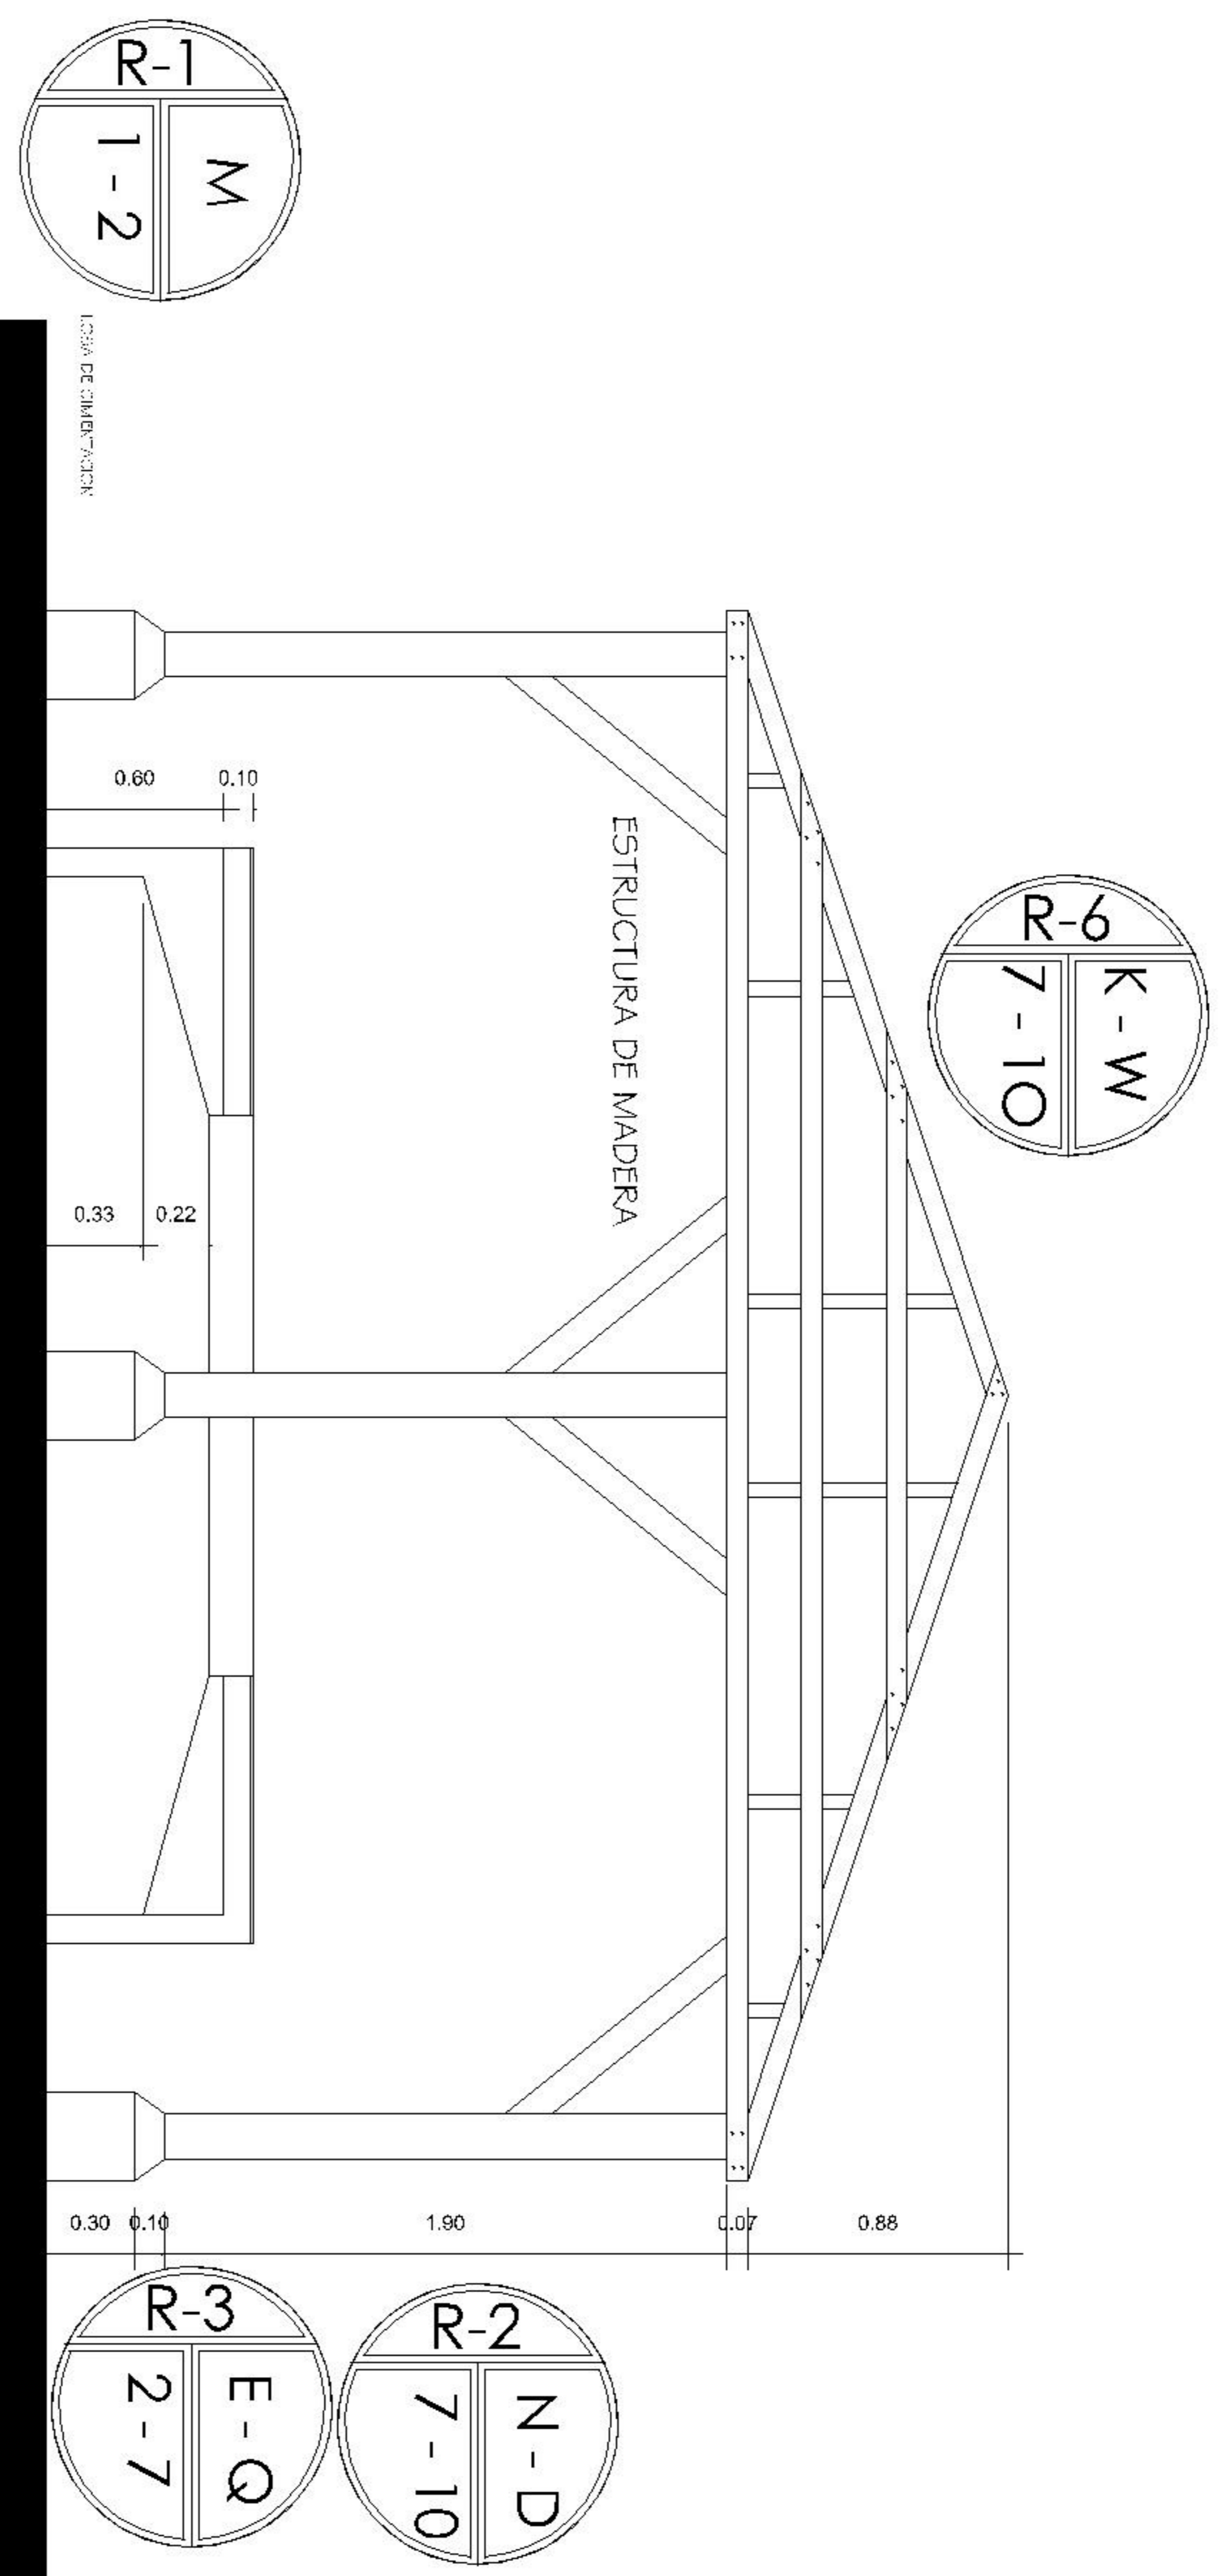 R-1
M
1 - 2
LOSA DE CIMENTACION
0.60
0.10
ESTRUCTURA DE MADERA
R-6
K - W
7 - 10
0.33
0.22
0.30
0.10
1.90
0.07
0.88
R-3
E - Q
2 - 7
R-2
N - D
7 - 10